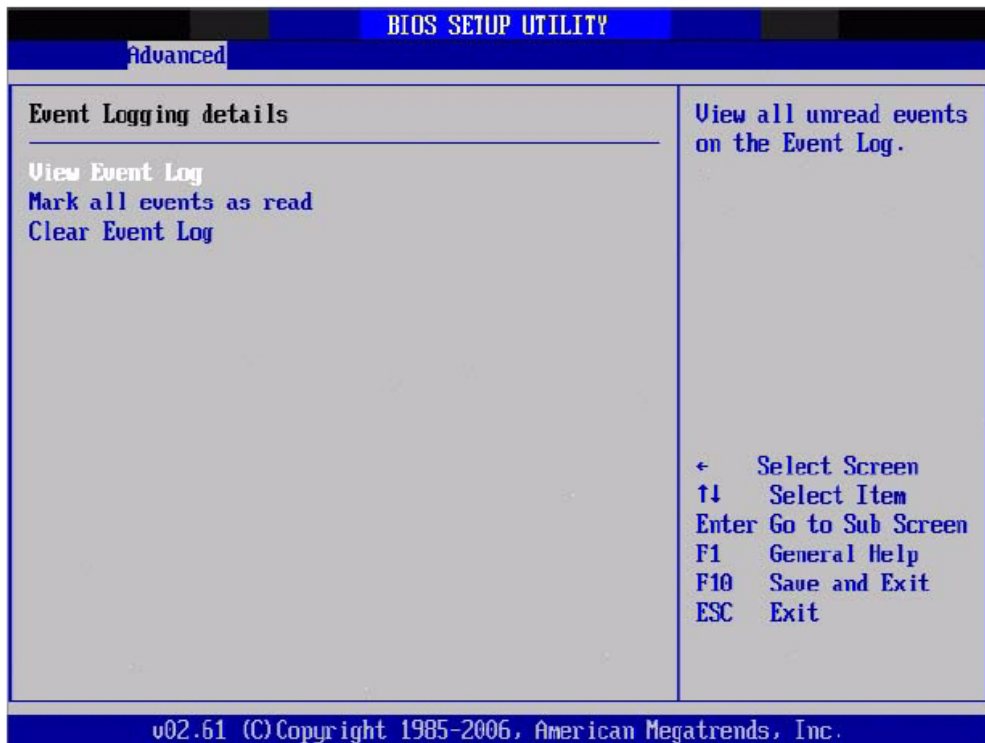 BIOS SETUP UTILITY
Advanced
Event Logging details
View Event Log
Mark all events as read
Clear Event Log
View all unread events
on the Event Log.
← Select Screen
↑↓ Select Item
Enter Go to Sub Screen
F1 General Help
F10 Save and Exit
ESC Exit
v02.61 (C)Copyright 1985-2006, American Megatrends, Inc.